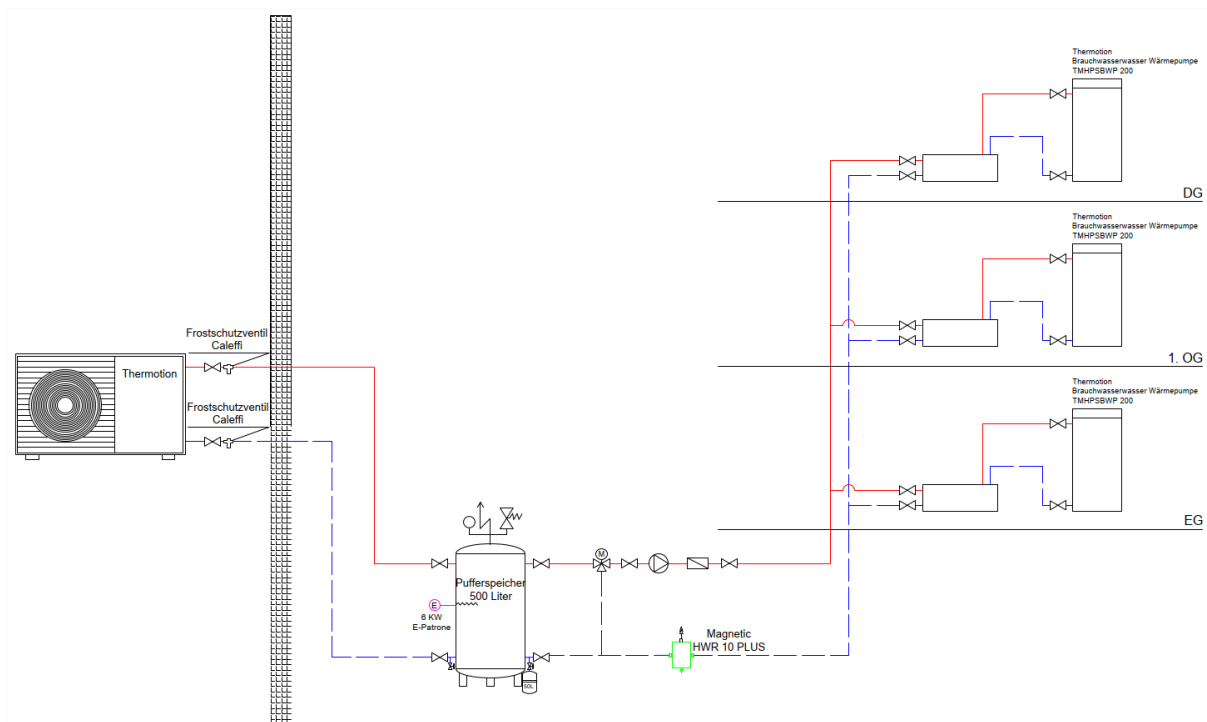 Thermotion
Brauchwasserwasser Wärmepumpe
TMHPSBWP 200
DG
Thermotion
Brauchwasserwasser Wärmepumpe
TMHPSBWP 200
1. OG
Thermotion
Brauchwasserwasser Wärmepumpe
TMHPSBWP 200
EG
Frostschutzventil
Caleffi
Thermotion
Frostschutzventil
Caleffi
M
Pufferspeicher
500 Liter
E
6 KW
E-Patrone
Magnetic
HWR 10 PLUS
50L